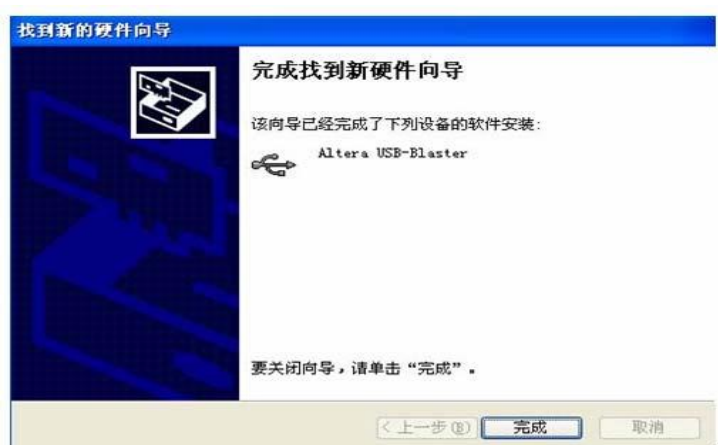 找到新的硬件向导
完成找到新硬件向导
该向导已经完成了下列设备的软件安装:
Altera USB-Blaster
要关闭向导,请单击“完成”。
<上一步(B)
完成
取消